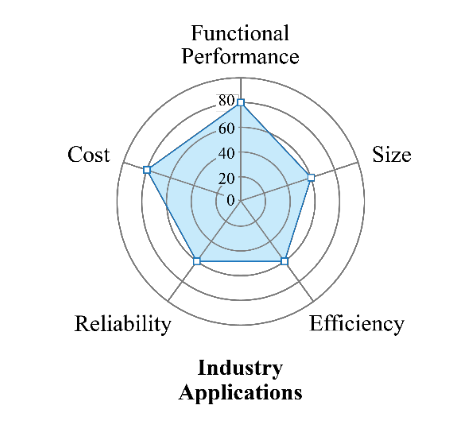 Functional
Performance
80
60
40
20
0
Cost
Size
Reliability
Efficiency
Industry
Applications